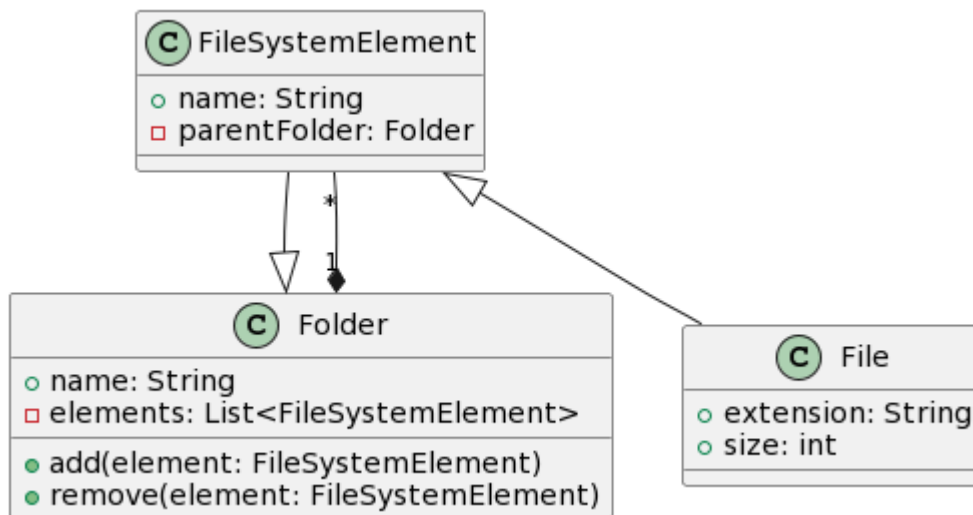 C FileSystemElement
name: String
parentFolder: Folder
*
1
C Folder
name: String
elements: List<FileSystemElement>
add(element: FileSystemElement)
remove(element: FileSystemElement)
C File
extension: String
size: int